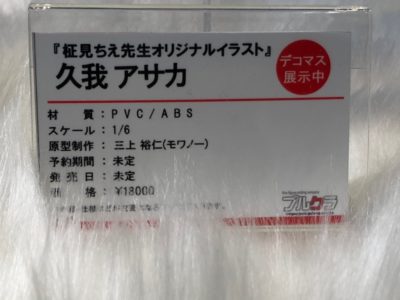 『柾見ちえ先生オリジナルイラスト』
久我 アサカ
デコマス
展示中
材　　質：PVC/ABS
スケール：1/6
原型制作：三上 裕仁(モワノー)
予約期間：未定
発 売 日：未定
価　　格：¥18000
ブルクラ